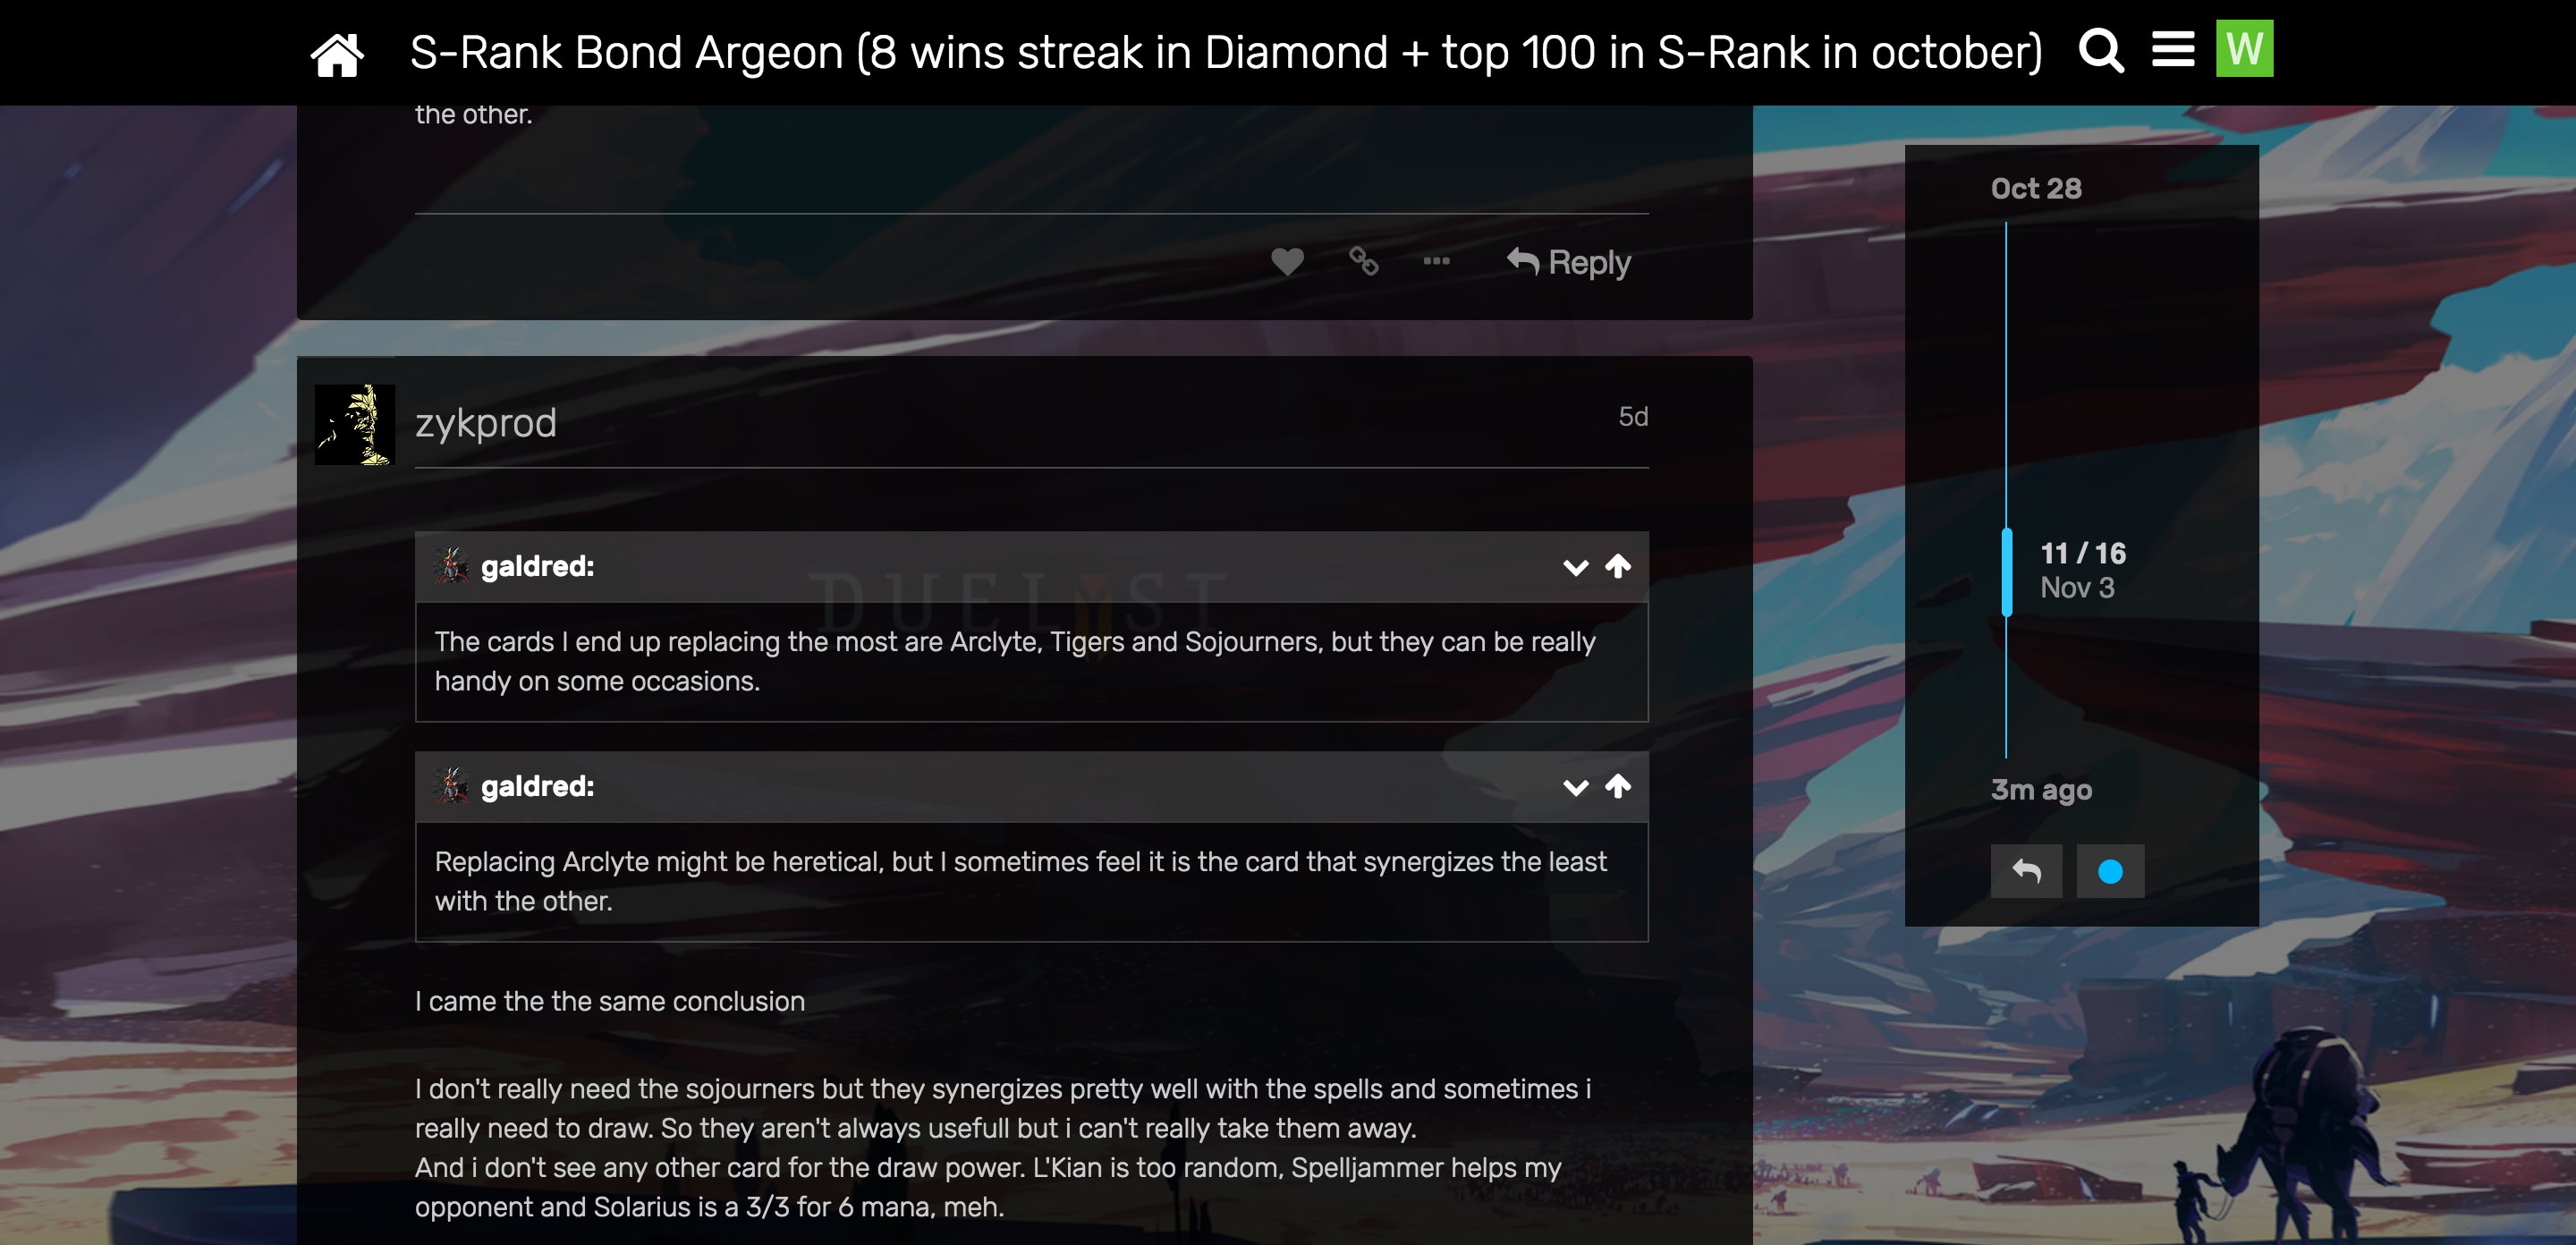 S-Rank Bond Argeon (8 wins streak in Diamond + top 100 in S-Rank in october)
W
the other.
Reply
zykprod
5d
galdred:
The cards I end up replacing the most are Arclyte, Tigers and Sojourners, but they can be really
handy on some occasions.
galdred:
Replacing Arclyte might be heretical, but I sometimes feel it is the card that synergizes the least
with the other.
I came the the same conclusion
I don't really need the sojourners but they synergizes pretty well with the spells and sometimes i
really need to draw. So they aren't always usefull but i can't really take them away.
And i don't see any other card for the draw power. L'Kian is too random, Spelljammer helps my
opponent and Solarius is a 3/3 for 6 mana, meh.
DUELYST
Oct 28
11 / 16
Nov 3
3m ago